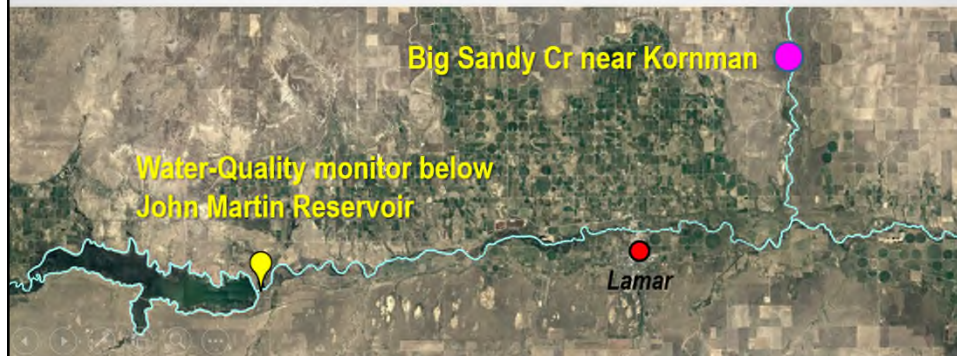 Big Sandy Cr near Kornman
Water-Quality monitor below
John Martin Reservoir
Lamar